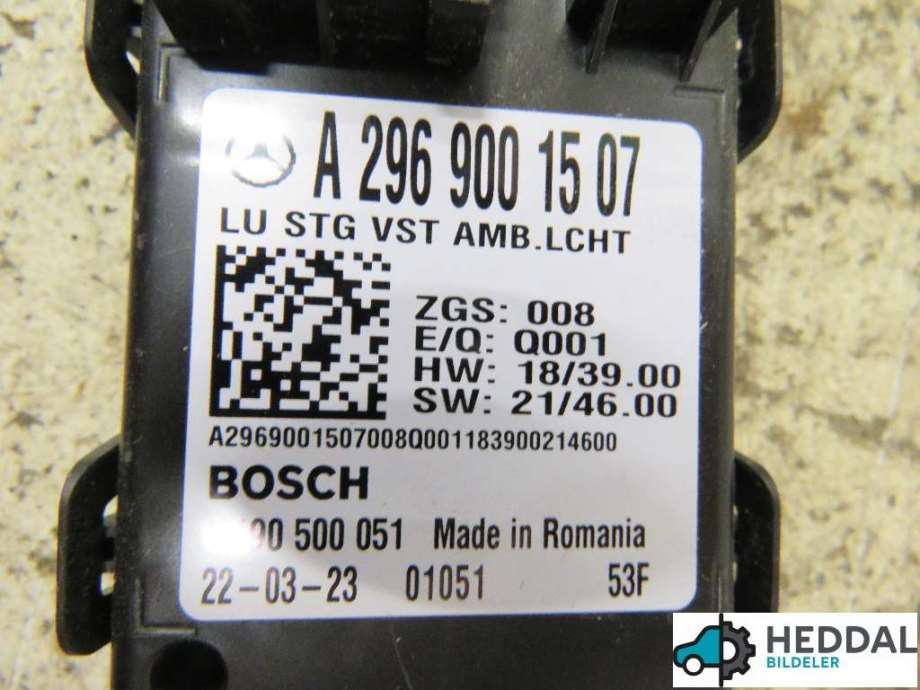 A 296 900 15 07
LU STG VST AMB.LCHT
ZGS: 008
E/Q: Q001
HW: 18/39.00
SW: 21/46.00
A2969001507008Q001183900214600
BOSCH
500 051 Made in Romania
22-03-23 01051 53F
HEDDAL
BILDELER